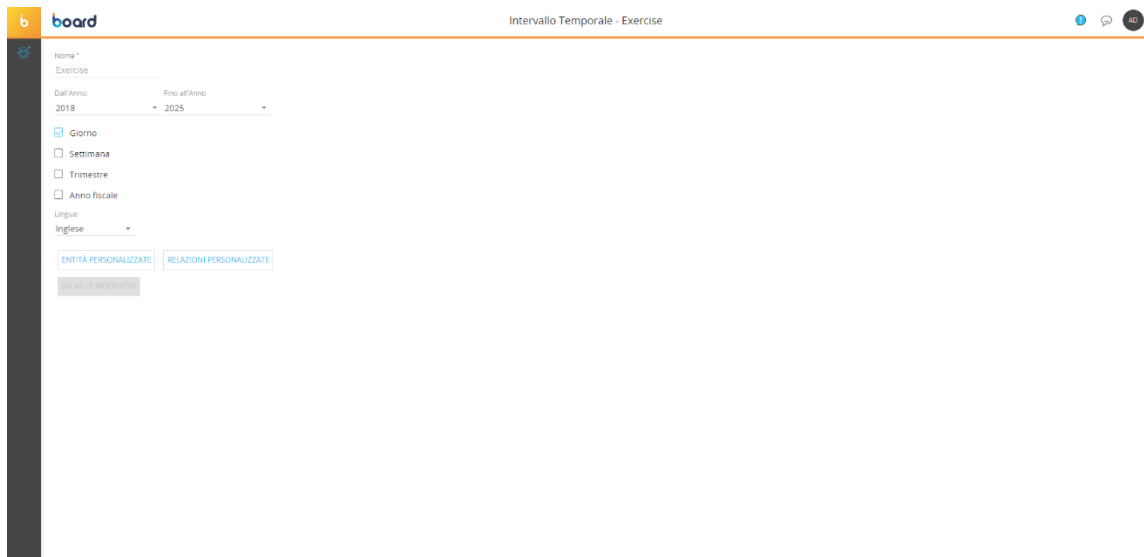 b board Intervallo Temporale - Exercise AD
Nome *
Exercise
Dall'Anno: Fino all'Anno
2018 2025
Giorno
Settimana
Trimestre
Anno fiscale
Lingua:
Inglese
ENTITÀ PERSONALIZZATE RELAZIONI PERSONALIZZATE
SALVA LE MODIFICHE